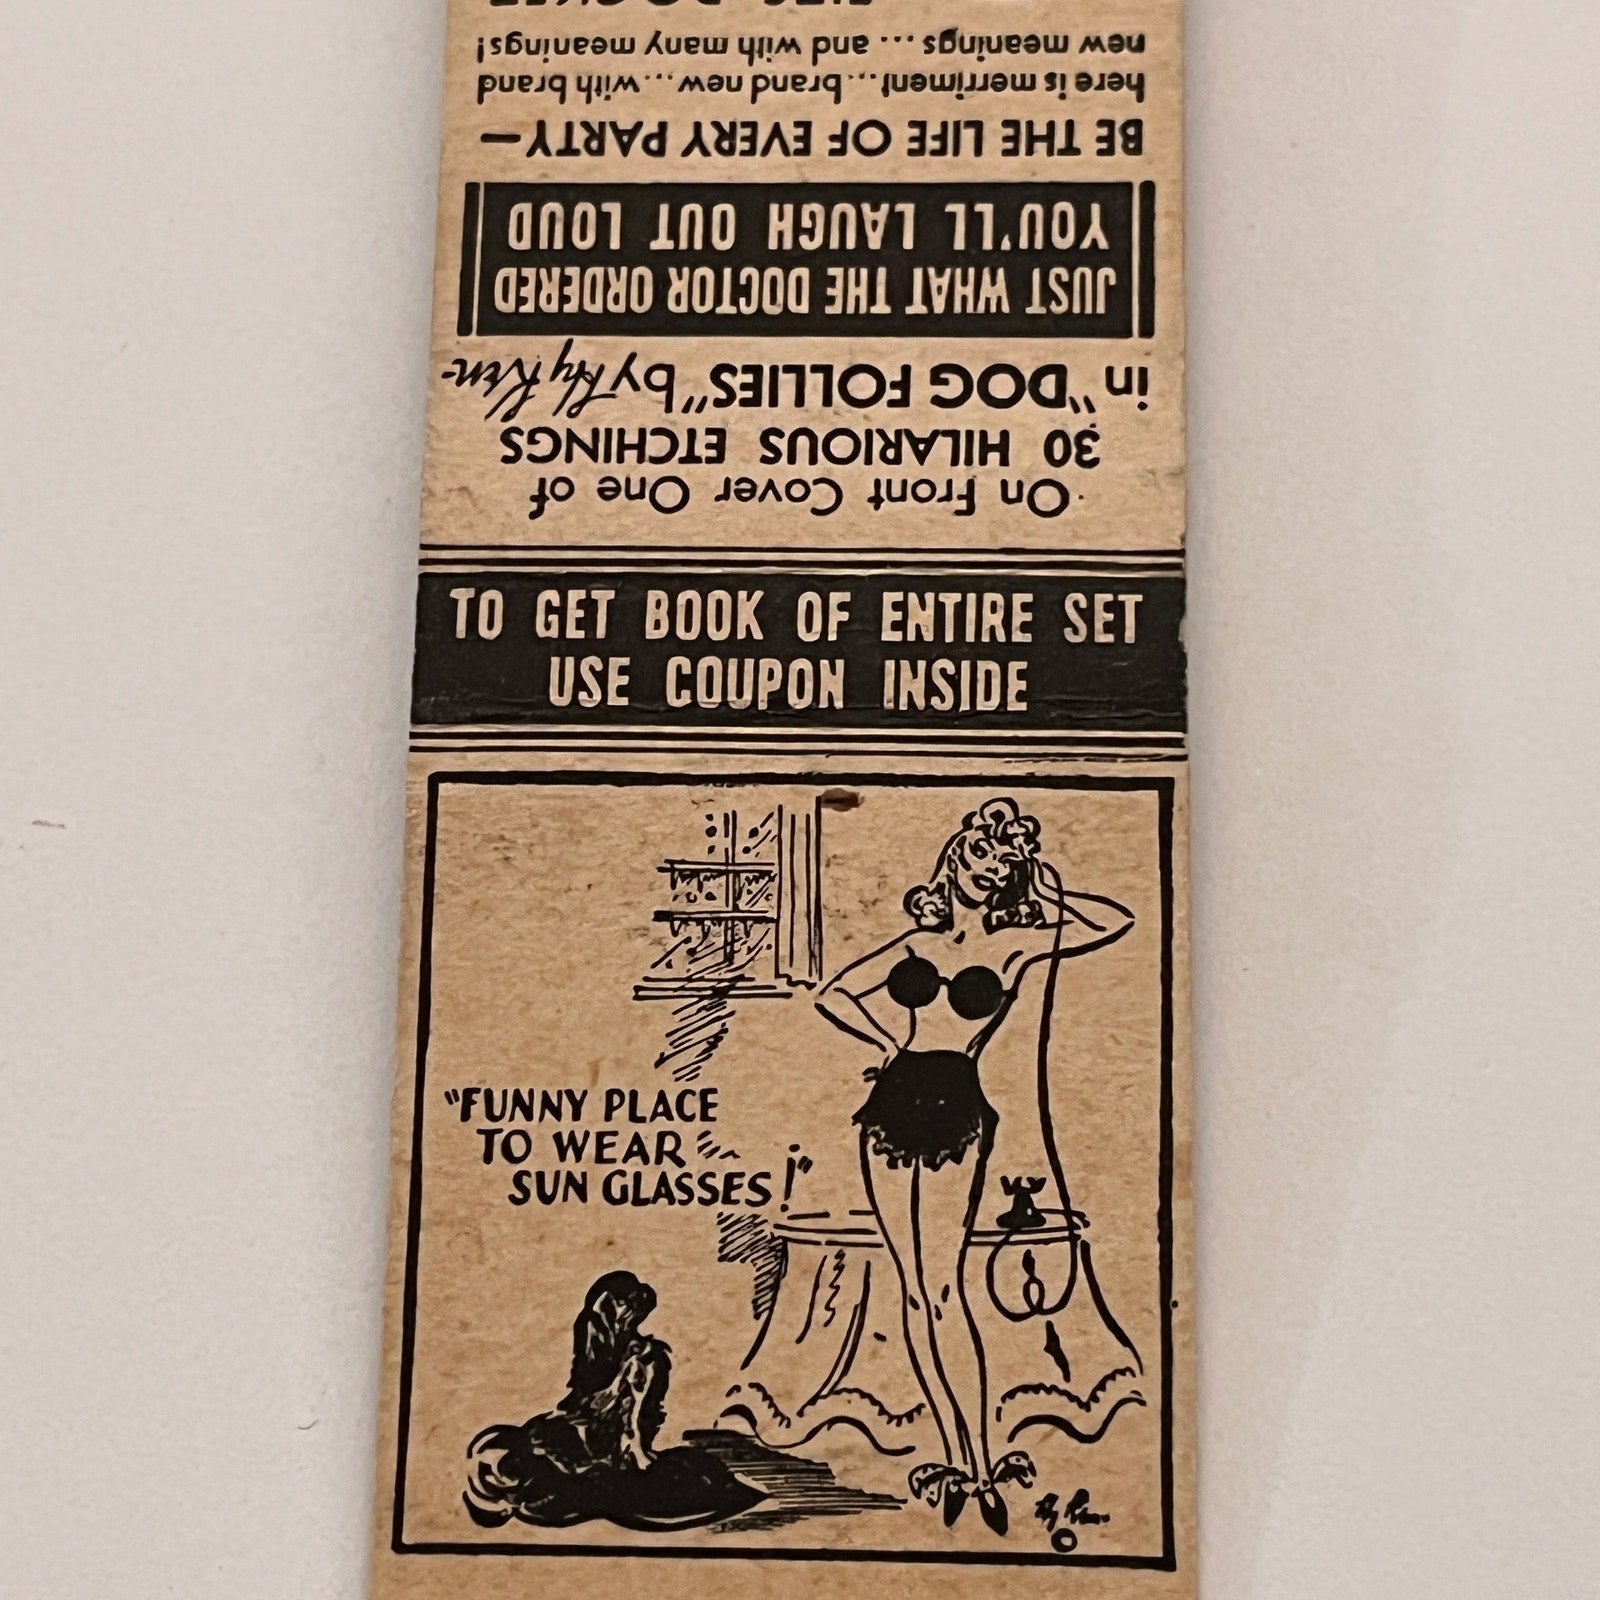 TO GET BOOK OF ENTIRE SET
USE COUPON INSIDE
"FUNNY PLACE
TO WEAR
SUN GLASSES!"
On Front Cover One of
30 HILARIOUS ETCHINGS
in "DOG FOLLIES" by Hy Ren-
JUST WHAT THE DOCTOR ORDERED
YOU'LL LAUGH OUT LOUD
BE THE LIFE OF EVERY PARTY—
here is merriment... brand new... with brand
new meanings ... and with many meanings!